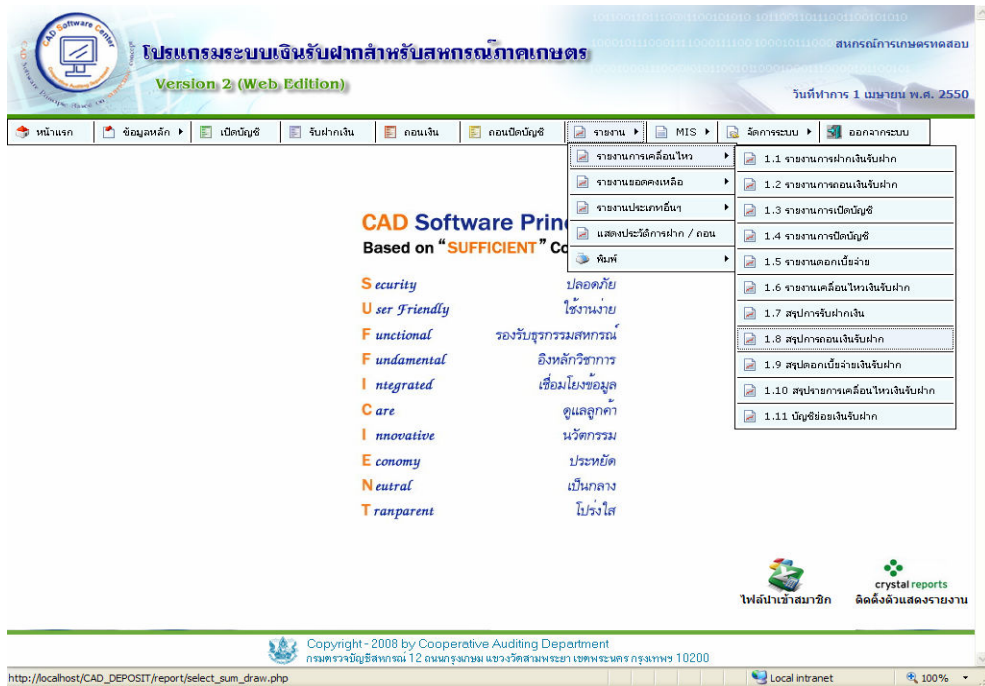 CAD Software Center
โปรแกรมระบบเงินรับฝากสำหรับสหกรณ์ภาคเกษตร
Version 2 (Web Edition)
สหกรณ์การเกษตรทดสอบ
วันที่ทำการ 1 เมษายน พ.ศ. 2550
หน้าแรก ข้อมูลหลัก เปิดบัญชี รับฝากเงิน ถอนเงิน ถอนปิดบัญชี รายงาน MIS จัดการระบบ ออกจากระบบ
รายงานการเคลื่อนไหว
รายงานยอดคงเหลือ
รายงานประเภทอื่นๆ
แสดงประวัติการฝาก / ถอน
พิมพ์
1.1 รายงานการฝากเงินรับฝาก
1.2 รายงานการถอนเงินรับฝาก
1.3 รายงานการเปิดบัญชี
1.4 รายงานการปิดบัญชี
1.5 รายงานดอกเบี้ยจ่าย
1.6 รายงานเคลื่อนไหวเงินรับฝาก
1.7 สรุปการรับฝากเงิน
1.8 สรุปการถอนเงินรับฝาก
1.9 สรุปดอกเบี้ยจ่ายเงินรับฝาก
1.10 สรุปรายการเคลื่อนไหวเงินรับฝาก
1.11 บัญชีย่อยเงินรับฝาก
CAD Software Prin
Based on “SUFFICIENT” Co
Security ปลอดภัย
User Friendly ใช้งานง่าย
Functional รองรับธุรกรรมสหกรณ์
Fundamental อิงหลักวิชาการ
Integrated เชื่อมโยงข้อมูล
Care ดูแลลูกค้า
Innovative นวัตกรรม
Economy ประหยัด
Neutral เป็นกลาง
Tranparent โปร่งใส
ไฟล์นำเข้าสมาชิก
crystal reports
ติดตั้งตัวแสดงรายงาน
Copyright - 2008 by Cooperative Auditing Department
กรมตรวจบัญชีสหกรณ์ 12 ถนนกรุงเกษม แขวงวัดสามพระยา เขตพระนคร กรุงเทพฯ 10200
http://localhost/CAD_DEPOSIT/report/select_sum_draw.php Local intranet 100%